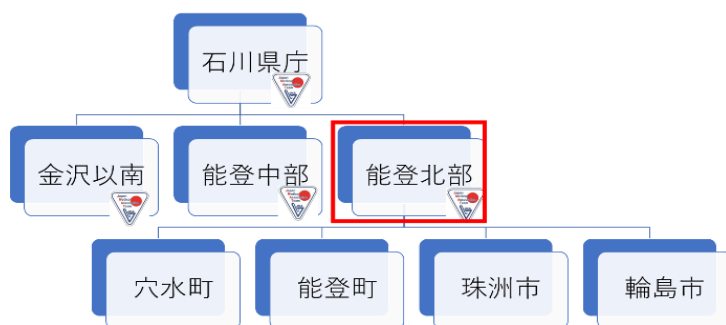 石川県庁
金沢以南
能登中部
能登北部
穴水町
能登町
珠洲市
輪島市